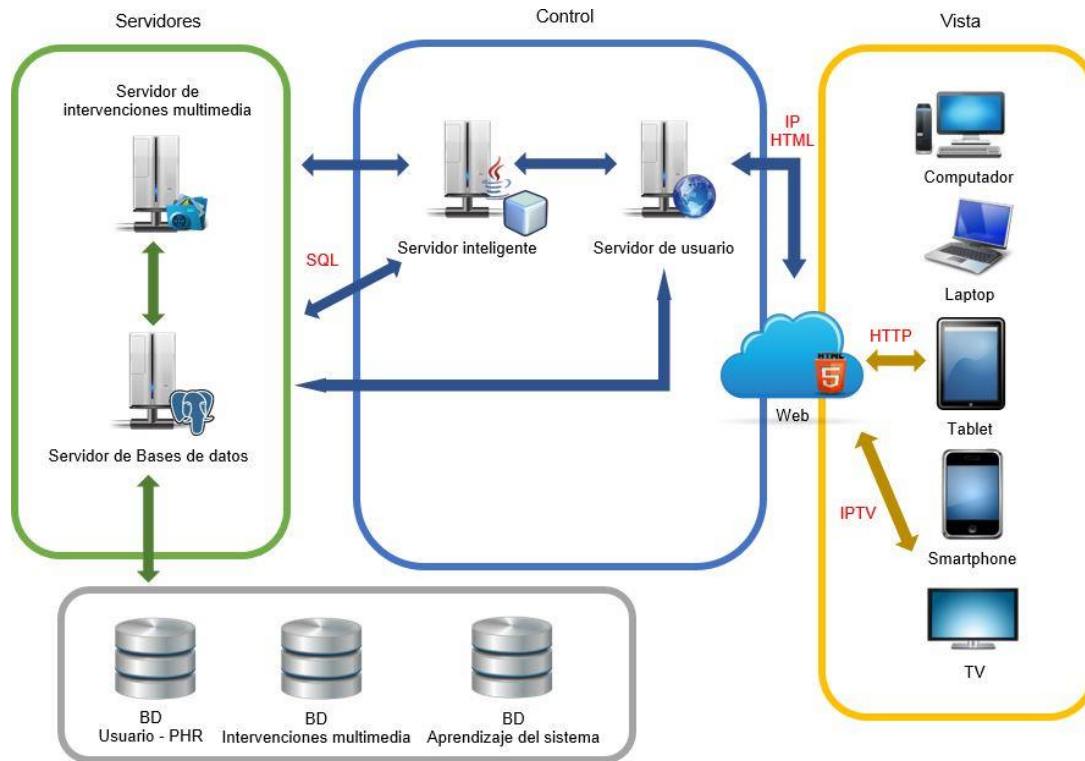 Servidores
Control
Vista
Servidor de
intervenciones multimedia
IP
HTML
Computador
Servidor inteligente
Servidor de usuario
SQL
Laptop
HTTP
HTML
5
Web
Tablet
Servidor de Bases de datos
IPTV
Smartphone
TV
BD
Usuario - PHR
BD
Intervenciones multimedia
BD
Aprendizaje del sistema